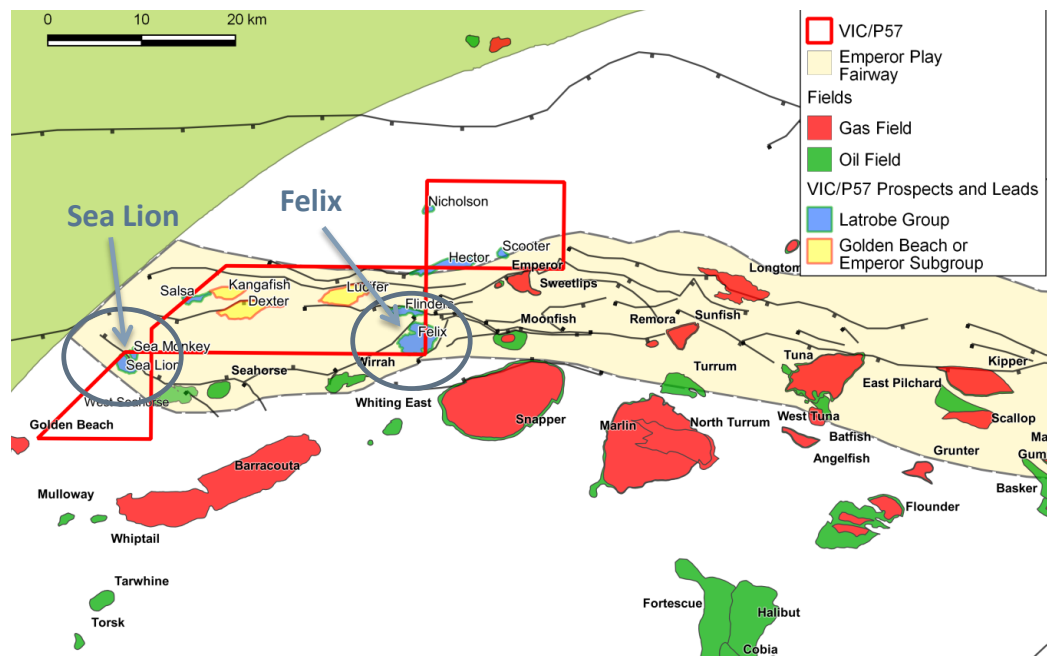 0 10 20 km
VIC/P57
Emperor Play
Fairway
Fields
Gas Field
Oil Field
VIC/P57 Prospects and Leads
Latrobe Group
Golden Beach or
Emperor Subgroup
Sea Lion
Felix
Nicholson
Scooter
Hector
Emperor
Longtom
Sweetlips
Salsa
Kangafish
Lucifer
Dexter
Flinders
Felix
Moonfish
Remora
Sunfish
Sea Monkey
Sea Lion
Seahorse
Wirrah
Turrum
Tuna
Kipper
East Pilchard
West Seahorse
Whiting East
Golden Beach
Snapper
Marlin
North Turrum
West Tuna
Scallop
Batfish
Angelfish
Grunter
Ma
Gum
Barracouta
Basker
Mulloway
Whiptail
Flounder
Tarwhine
Torsk
Fortescue
Halibut
Cobia